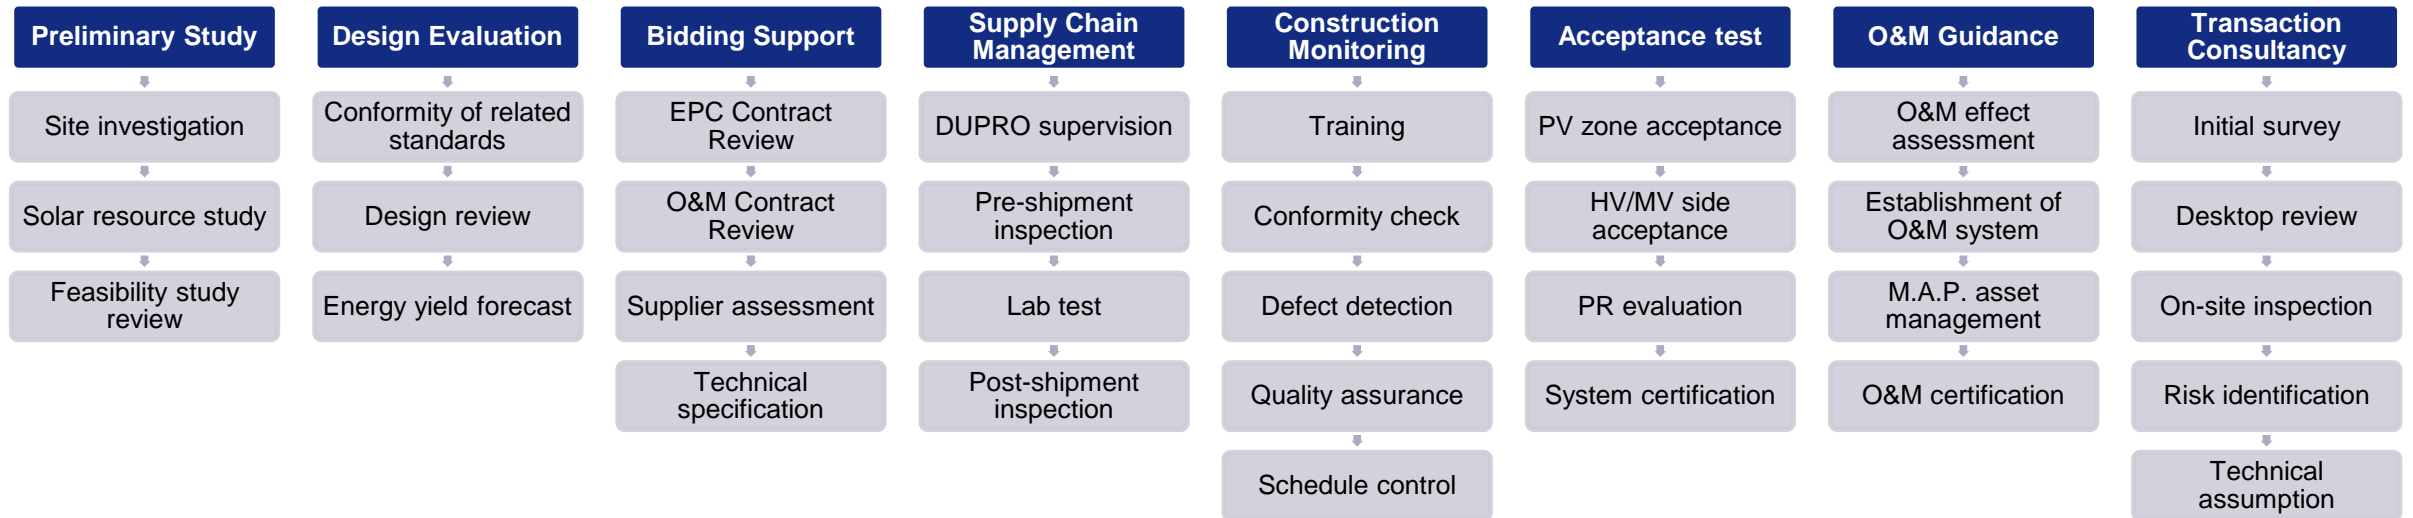 Preliminary Study
Site investigation
Solar resource study
Feasibility study
review
Design Evaluation
Conformity of related
standards
Design review
Energy yield forecast
Bidding Support
EPC Contract
Review
O&M Contract
Review
Supplier assessment
Technical
specification
Supply Chain
Management
DUPRO supervision
Pre-shipment
inspection
Lab test
Post-shipment
inspection
Construction
Monitoring
Training
Conformity check
Defect detection
Quality assurance
Schedule control
Acceptance test
PV zone acceptance
HV/MV side
acceptance
PR evaluation
System certification
O&M Guidance
O&M effect
assessment
Establishment of
O&M system
M.A.P. asset
management
O&M certification
Transaction
Consultancy
Initial survey
Desktop review
On-site inspection
Risk identification
Technical
assumption